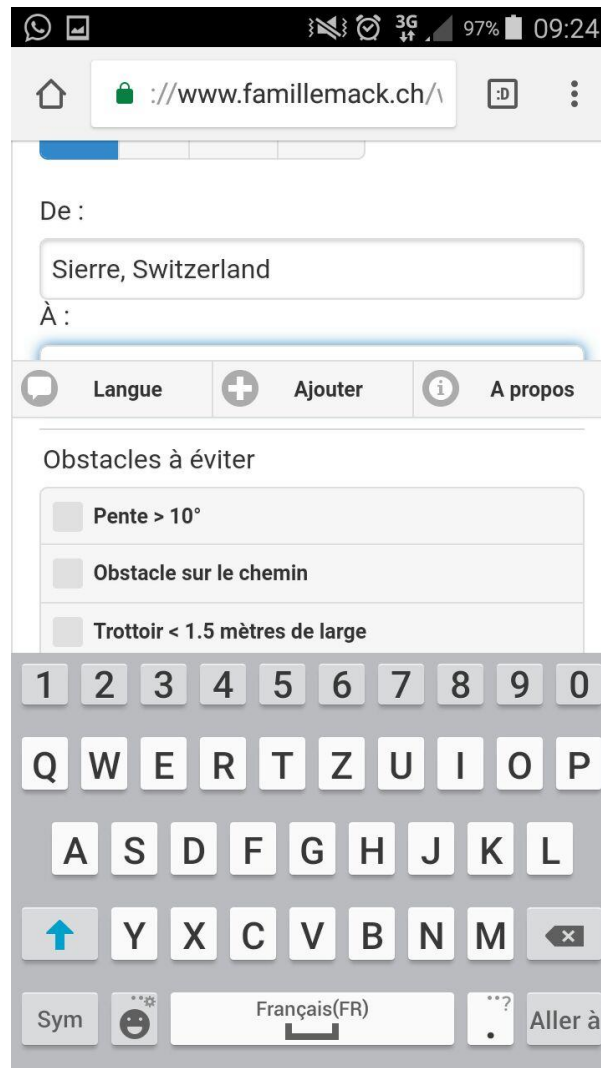 3G 97% 09:24
://www.famillemack.ch/ :D
De :
Sierre, Switzerland
À :
Langue Ajouter A propos
Obstacles à éviter
Pente > 10°
Obstacle sur le chemin
Trottoir < 1.5 mètres de large
1 2 3 4 5 6 7 8 9 0
Q W E R T Z U I O P
A S D F G H J K L
Y X C V B N M
Sym Français(FR) . ? Aller à